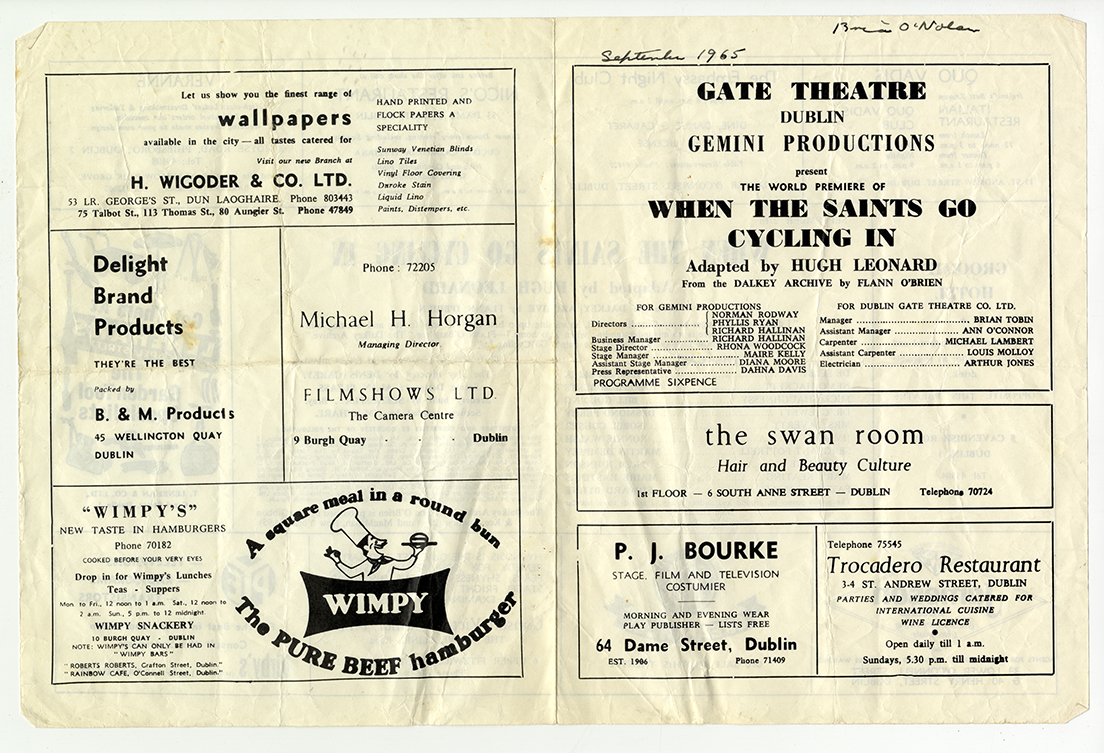 Let us show you the finest range of
wallpapers
available in the city — all tastes catered for
Visit our new Branch at
H. WIGODER & CO. LTD.
53 LR. GEORGE'S ST., DUN LAOGHAIRE. Phone 803443
75 Talbot St., 113 Thomas St., 80 Aungier St. Phone 47849
HAND PRINTED AND
FLOCK PAPERS A
SPECIALITY
Sunway Venetian Blinds
Lino Tiles
Vinyl Floor Covering
Duroke Stain
Liquid Lino
Paints, Distempers, etc.
Delight
Brand
Products
THEY'RE THE BEST
Packed by
B. & M. Products
45 WELLINGTON QUAY
DUBLIN
Phone : 72205
Michael H. Horgan
Managing Director
FILMSHOWS LTD.
The Camera Centre
9 Burgh Quay - - - Dublin
"WIMPY'S"
NEW TASTE IN HAMBURGERS
Phone 70182
COOKED BEFORE YOUR VERY EYES
Drop in for Wimpy's Lunches
Teas - Suppers
Mon to Fri., 12 noon to 1 a.m. Sat., 12 noon to
2 a.m. Sun., 5 p.m. to 12 midnight.
WIMPY SNACKERY
10 BURGH QUAY - DUBLIN
NOTE: WIMPY'S CAN ONLY BE HAD IN
"WIMPY BARS"
"ROBERTS ROBERTS, Grafton Street, Dublin."
"RAINBOW CAFE, O'Connell Street, Dublin."
A square meal in a round bun
WIMPY
The PURE BEEF hamburger
Brian O'Nolan
September 1965
GATE THEATRE
DUBLIN
GEMINI PRODUCTIONS
present
THE WORLD PREMIERE OF
WHEN THE SAINTS GO
CYCLING IN
Adapted by HUGH LEONARD
From the DALKEY ARCHIVE by FLANN O'BRIEN
FOR GEMINI PRODUCTIONS
Directors .................. { NORMAN RODWAY
PHYLLIS RYAN
RICHARD HALLINAN
Business Manager .................. RICHARD HALLINAN
Stage Director .................. RHONA WOODCOCK
Stage Manager .................. MAIRE KELLY
Assistant Stage Manager .................. DIANA MOORE
Press Representative .................. DAHNA DAVIS
PROGRAMME SIXPENCE
FOR DUBLIN GATE THEATRE CO. LTD.
Manager .................. BRIAN TOBIN
Assistant Manager .................. ANN O'CONNOR
Carpenter .................. MICHAEL LAMBERT
Assistant Carpenter .................. LOUIS MOLLOY
Electrician .................. ARTHUR JONES
the swan room
Hair and Beauty Culture
1st FLOOR — 6 SOUTH ANNE STREET — DUBLIN Telephone 70724
P. J. BOURKE
STAGE, FILM AND TELEVISION
COSTUMIER
MORNING AND EVENING WEAR
PLAY PUBLISHER — LISTS FREE
64 Dame Street, Dublin
EST. 1906 Phone 71409
Telephone 75545
Trocadero Restaurant
3-4 ST. ANDREW STREET, DUBLIN
PARTIES AND WEDDINGS CATERED FOR
INTERNATIONAL CUISINE
WINE LICENCE
Open daily till 1 a.m.
Sundays, 5.30 p.m. till midnight